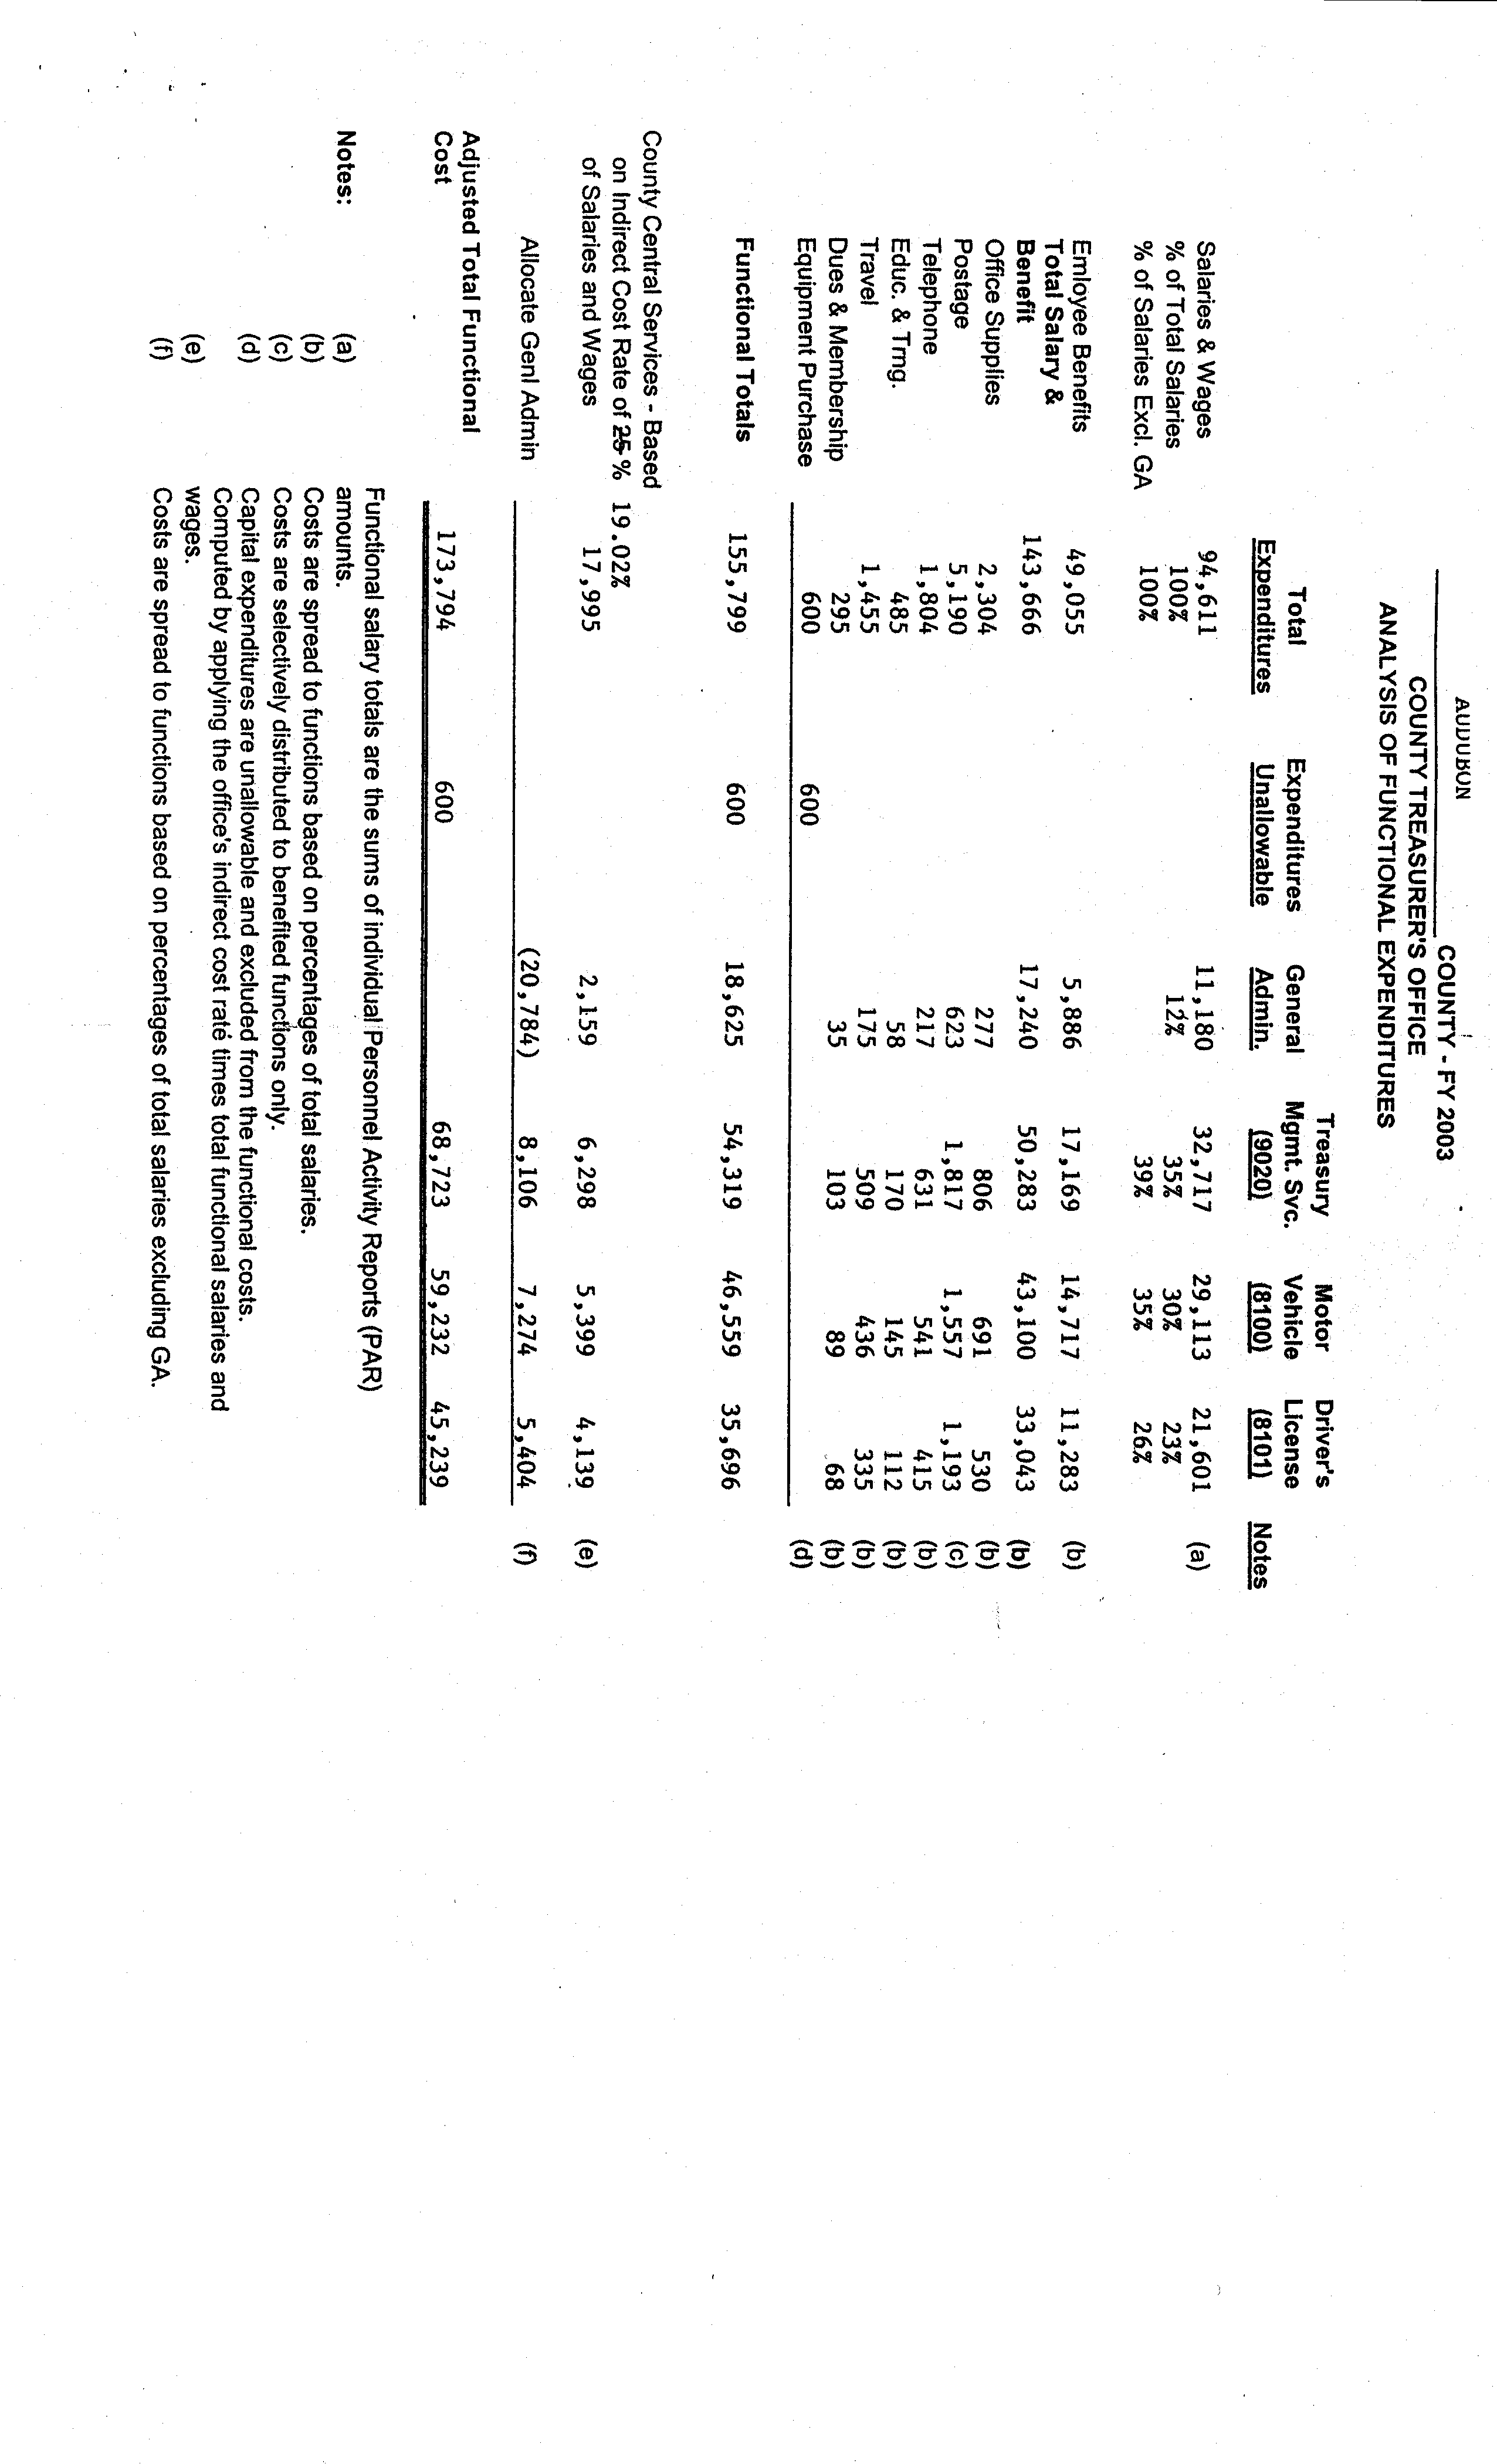 AUDUBON COUNTY - FY 2003
COUNTY TREASURER'S OFFICE
ANALYSIS OF FUNCTIONAL EXPENDITURES
Treasury Motor Driver's
Total Expenditures General Mgmt. Svc. Vehicle License
Expenditures Unallowable Admin. (9020) (8100) (8101) Notes
Salaries & Wages 94,611 11,180 32,717 29,113 21,601 (a)
% of Total Salaries 100% 12% 35% 30% 23%
% of Salaries Excl. GA 100% 39% 35% 26%
Emloyee Benefits 49,055 5,886 17,169 14,717 11,283 (b)
Total Salary &
Benefit 143,666 17,240 50,283 43,100 33,043 (b)
Office Supplies 2,304 277 806 691 530 (b)
Postage 5,190 623 1,817 1,557 1,193 (c)
Telephone 1,804 217 631 541 415 (b)
Educ. & Trng. 485 58 170 145 112 (b)
Travel 1,455 175 509 436 335 (b)
Dues & Membership 295 35 103 89 68 (b)
Equipment Purchase 600 600 (d)
Functional Totals 155,799 600 18,625 54,319 46,559 35,696
County Central Services - Based
on Indirect Cost Rate of 25 % 19.02%
of Salaries and Wages 17,995 2,159 6,298 5,399 4,139 (e)
Allocate Genl Admin (20,784) 8,106 7,274 5,404 (f)
Adjusted Total Functional
Cost 173,794 600 68,723 59,232 45,239
Functional salary totals are the sums of individual Personnel Activity Reports (PAR)
Notes: (a) amounts.
(b) Costs are spread to functions based on percentages of total salaries.
(c) Costs are selectively distributed to benefited functions only.
(d) Capital expenditures are unallowable and excluded from the functional costs.
Computed by applying the office's indirect cost rate times total functional salaries and
(e) wages.
(f) Costs are spread to functions based on percentages of total salaries excluding GA.